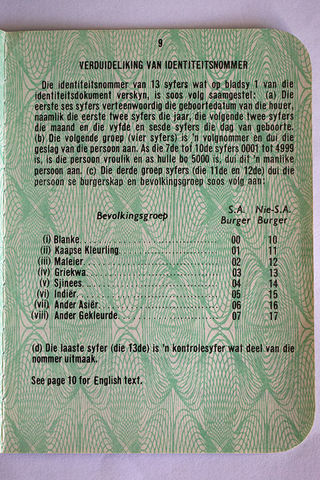 9
VERDUIDELIKING VAN IDENTITEITSNOMMER
Die identiteitsnommer van 13 syfers wat op bladsy 1 van die
identiteitsdokument verskyn, is soos volg saamgestel: (a) Die
eerste ses syfers verteenwoordig die geboortedatum van die houer,
naamlik die eerste twee syfers die jaar, die volgende twee syfers
die maand en die vyfde en sesde syfers die dag van geboorte.
(b) Die volgende groep (vier syfers) is 'n volgnommer en dui die
geslag van die persoon aan. As die 7de tot 10de syfers 0001 tot 4999
is, is die persoon vroulik en as hulle bo 5000 is, dui dit 'n manlike
persoon aan. (c) Die derde groep syfers (die 11de en 12de) dui die
persoon se burgerskap en bevolkingsgroep soos volg aan:
Bevolkingsgroep S.A. Burger Nie-S.A. Burger
(i) Blanke 00 10
(ii) Kaapse Kleurling 01 11
(iii) Maleier 02 12
(iv) Griekwa 03 13
(v) Sjinees 04 14
(vi) Indiër 05 15
(vii) Ander Asiër 06 16
(viii) Ander Gekleurde 07 17
(d) Die laaste syfer (die 13de) is 'n kontrolesyfer wat deel van die
nommer uitmaak.
See page 10 for English text.